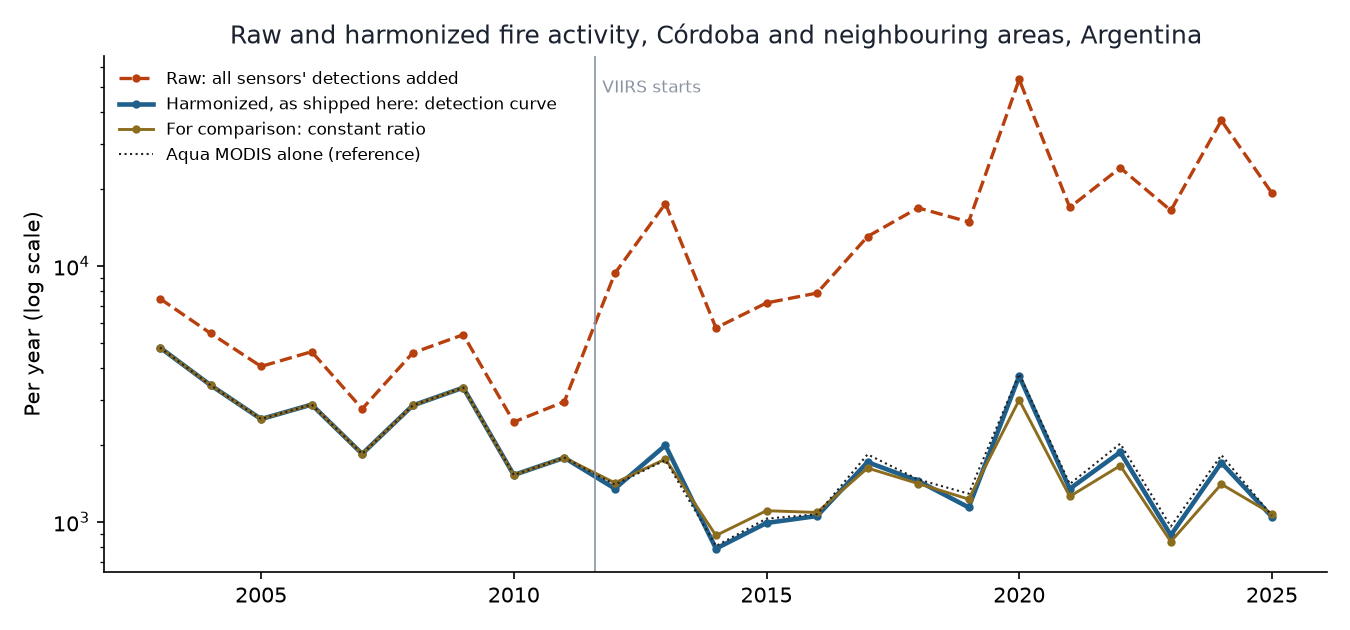 Raw and harmonized fire activity, Córdoba and neighbouring areas, Argentina
Raw: all sensors' detections added
Harmonized, as shipped here: detection curve
For comparison: constant ratio
Aqua MODIS alone (reference)
VIIRS starts
Per year (log scale)
10⁴
10³
2005
2010
2015
2020
2025